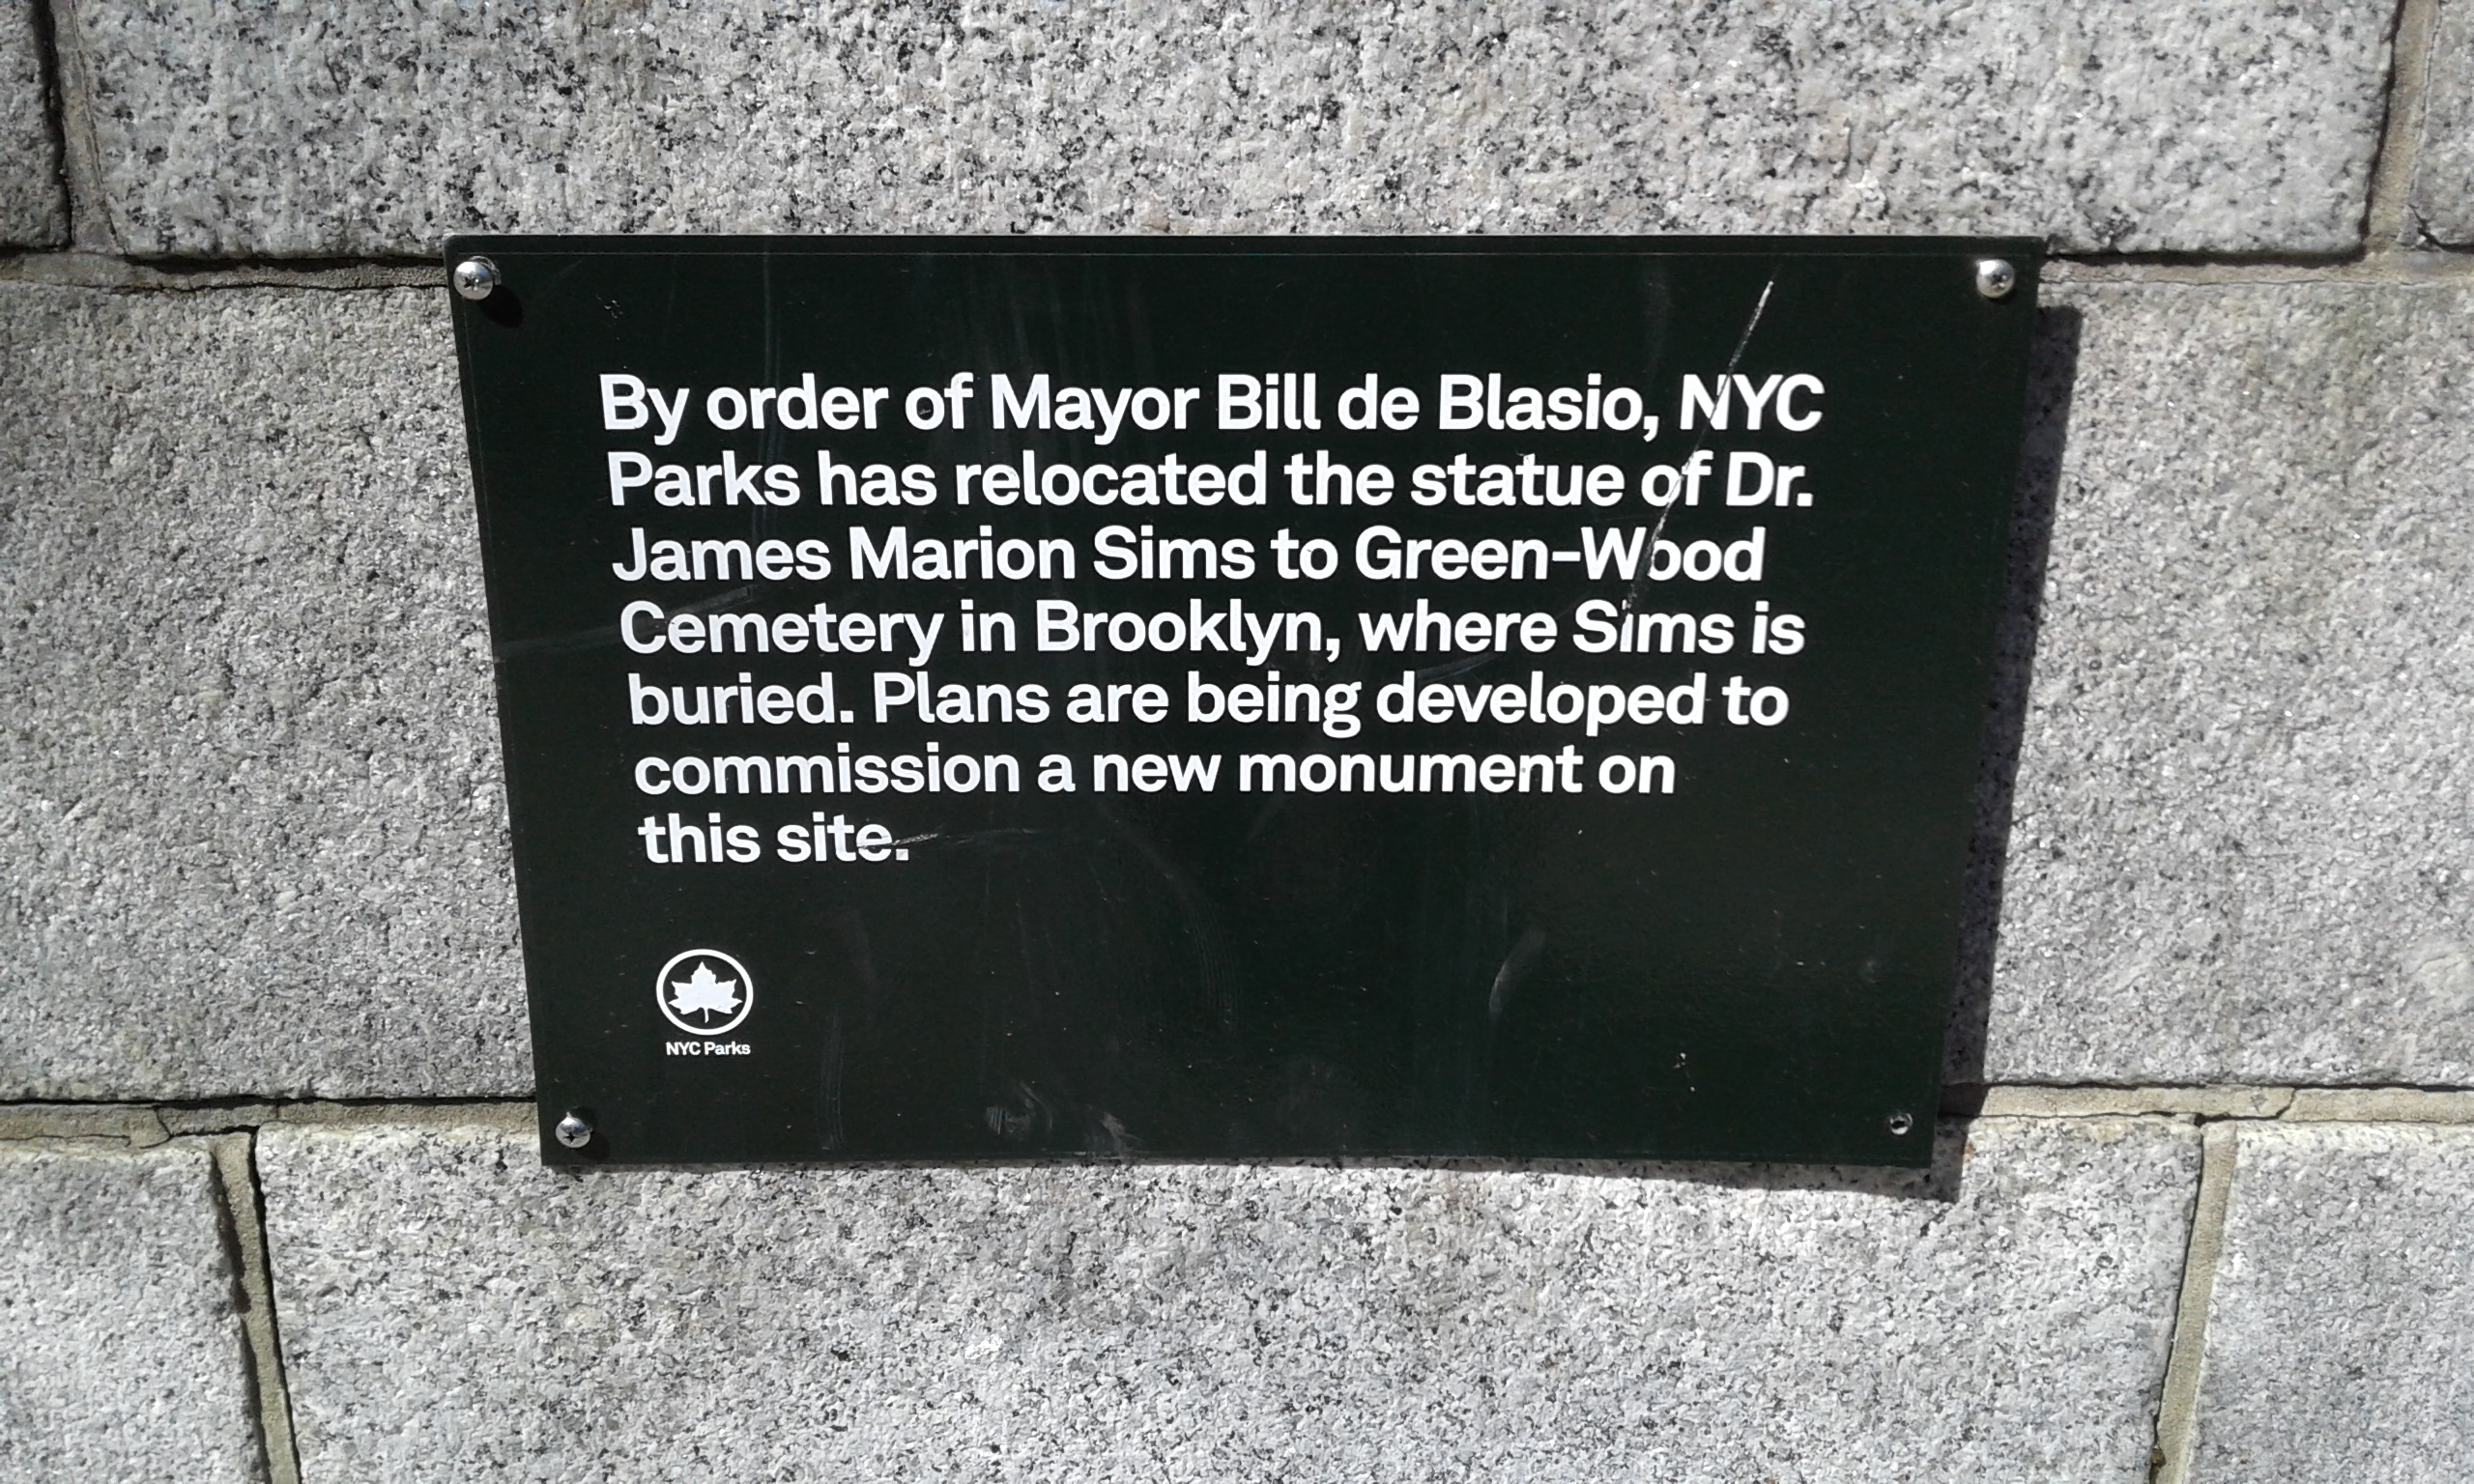 By order of Mayor Bill de Blasio, NYC
Parks has relocated the statue of Dr.
James Marion Sims to Green-Wood
Cemetery in Brooklyn, where Sims is
buried. Plans are being developed to
commission a new monument on
this site.
NYC Parks